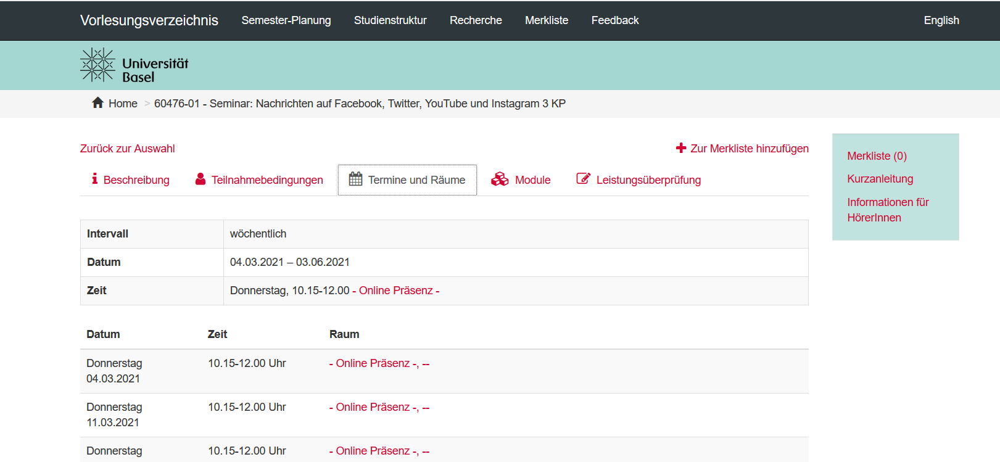 Vorlesungsverzeichnis Semester-Planung Studienstruktur Recherche Merkliste Feedback English
Universität
Basel
Home > 60476-01 - Seminar: Nachrichten auf Facebook, Twitter, YouTube und Instagram 3 KP
Zurück zur Auswahl
Zur Merkliste hinzufügen
Beschreibung Teilnahmebedingungen Termine und Räume Module Leistungsüberprüfung
Merkliste (0)
Kurzanleitung
Informationen für
HörerInnen
Intervall wöchentlich
Datum 04.03.2021 – 03.06.2021
Zeit Donnerstag, 10.15-12.00 - Online Präsenz -
Datum Zeit Raum
Donnerstag 10.15-12.00 Uhr - Online Präsenz -, --
04.03.2021
Donnerstag 10.15-12.00 Uhr - Online Präsenz -, --
11.03.2021
Donnerstag 10.15-12.00 Uhr - Online Präsenz -, --